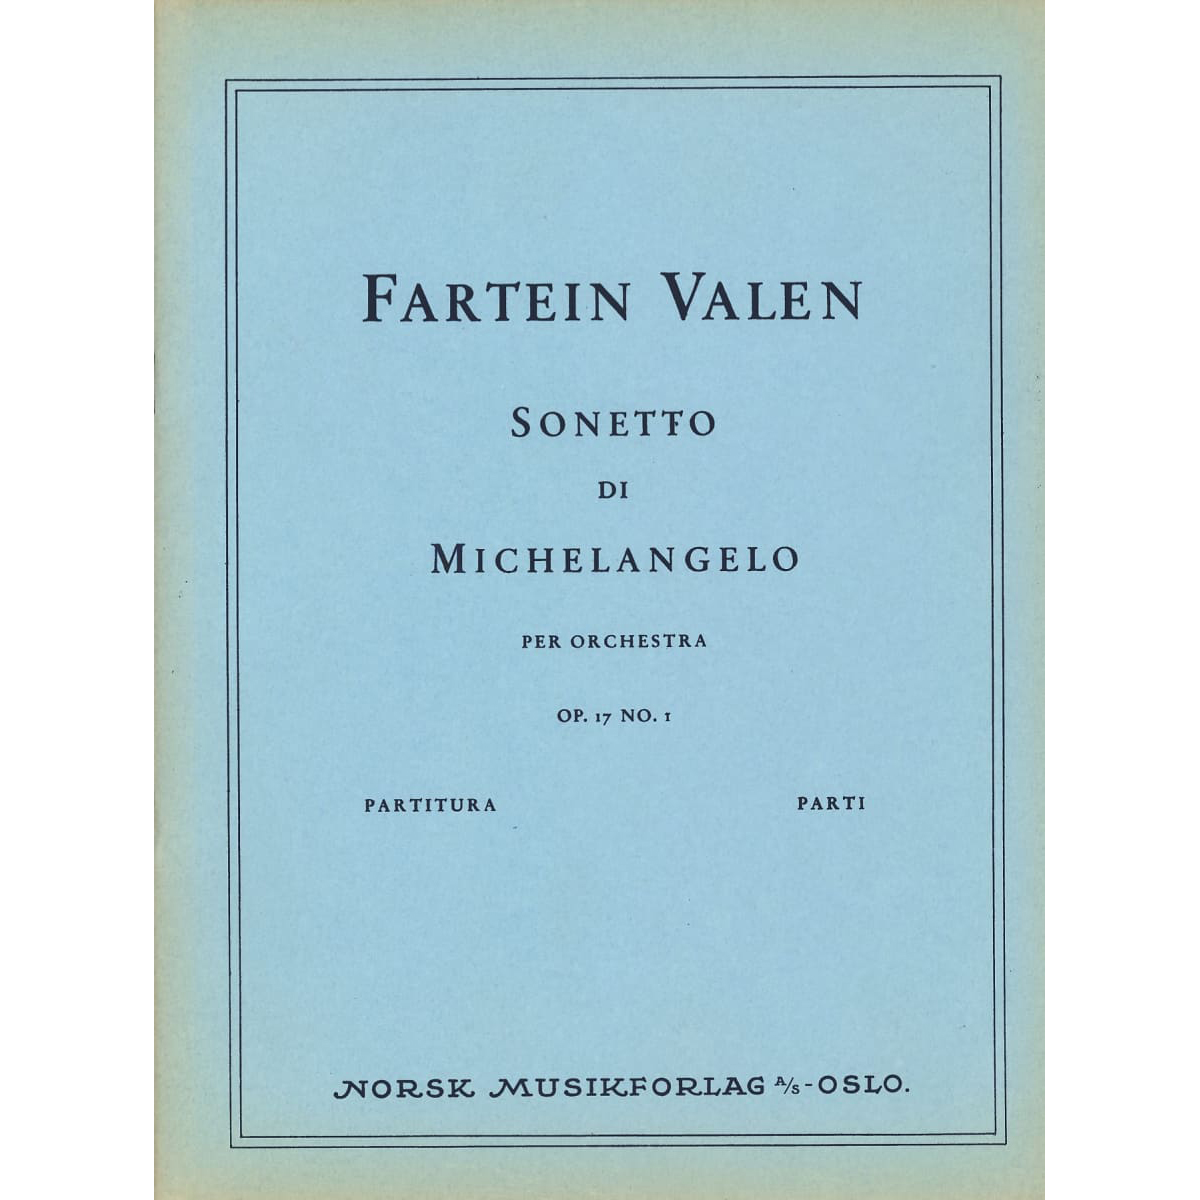 FARTEIN VALEN
SONETTO
DI
MICHELANGELO
PER ORCHESTRA
OP. 17 NO. 1
PARTITURA PARTI
NORSK MUSIKFORLAG A/S - OSLO.